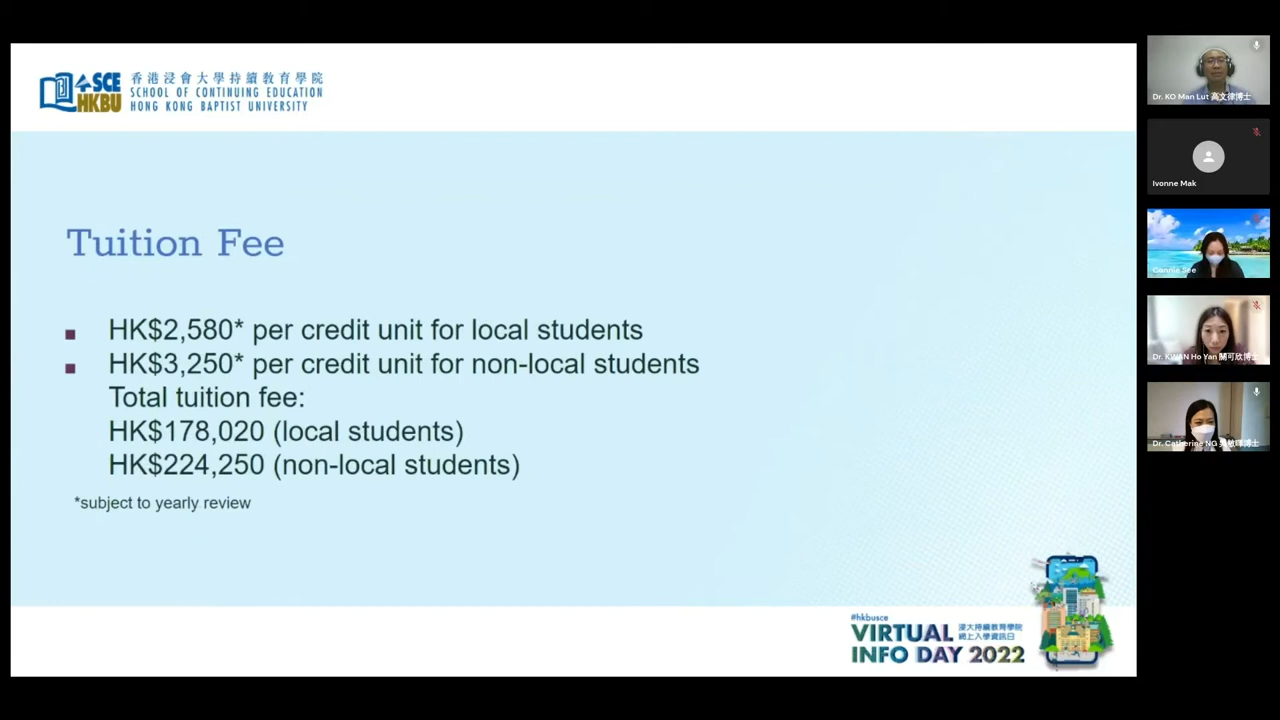 SCE
HKBU
香港浸會大學持續教育學院
SCHOOL OF CONTINUING EDUCATION
HONG KONG BAPTIST UNIVERSITY
Tuition Fee
HK$2,580* per credit unit for local students
HK$3,250* per credit unit for non-local students
Total tuition fee:
HK$178,020 (local students)
HK$224,250 (non-local students)
*subject to yearly review
#hkbusce
VIRTUAL
INFO DAY 2022
浸大持續教育學院
網上入學資訊日
Dr. KO Man Lut 高文律博士
Ivonne Mak
Connie See
Dr. KWAN Ho Yan 關可欣博士
Dr. Catherine NG 吳敏暉博士